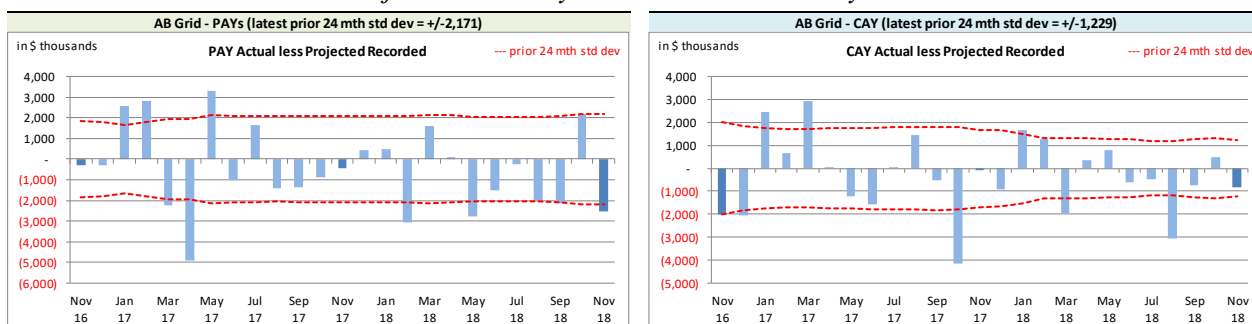 AB Grid - PAYs (latest prior 24 mth std dev = +/-2,171)
in $ thousands
PAY Actual less Projected Recorded
--- prior 24 mth std dev
4,000
3,000
2,000
1,000
-
(1,000)
(2,000)
(3,000)
(4,000)
(5,000)
(6,000)
Nov Jan Mar May Jul Sep Nov Jan Mar May Jul Sep Nov
16 17 17 17 17 17 17 18 18 18 18 18 18
AB Grid - CAY (latest prior 24 mth std dev = +/-1,229)
in $ thousands
CAY Actual less Projected Recorded
--- prior 24 mth std dev
4,000
3,000
2,000
1,000
-
(1,000)
(2,000)
(3,000)
(4,000)
(5,000)
Nov Jan Mar May Jul Sep Nov Jan Mar May Jul Sep Nov
16 17 17 17 17 17 17 18 18 18 18 18 18